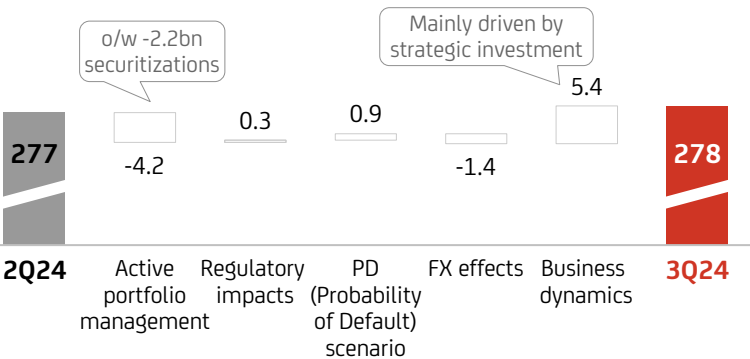 o/w -2.2bn
securitizations
Mainly driven by
strategic investment
277
-4.2
0.3
0.9
-1.4
5.4
278
2Q24
Active
portfolio
management
Regulatory
impacts
PD
(Probability
of Default)
scenario
FX effects
Business
dynamics
3Q24